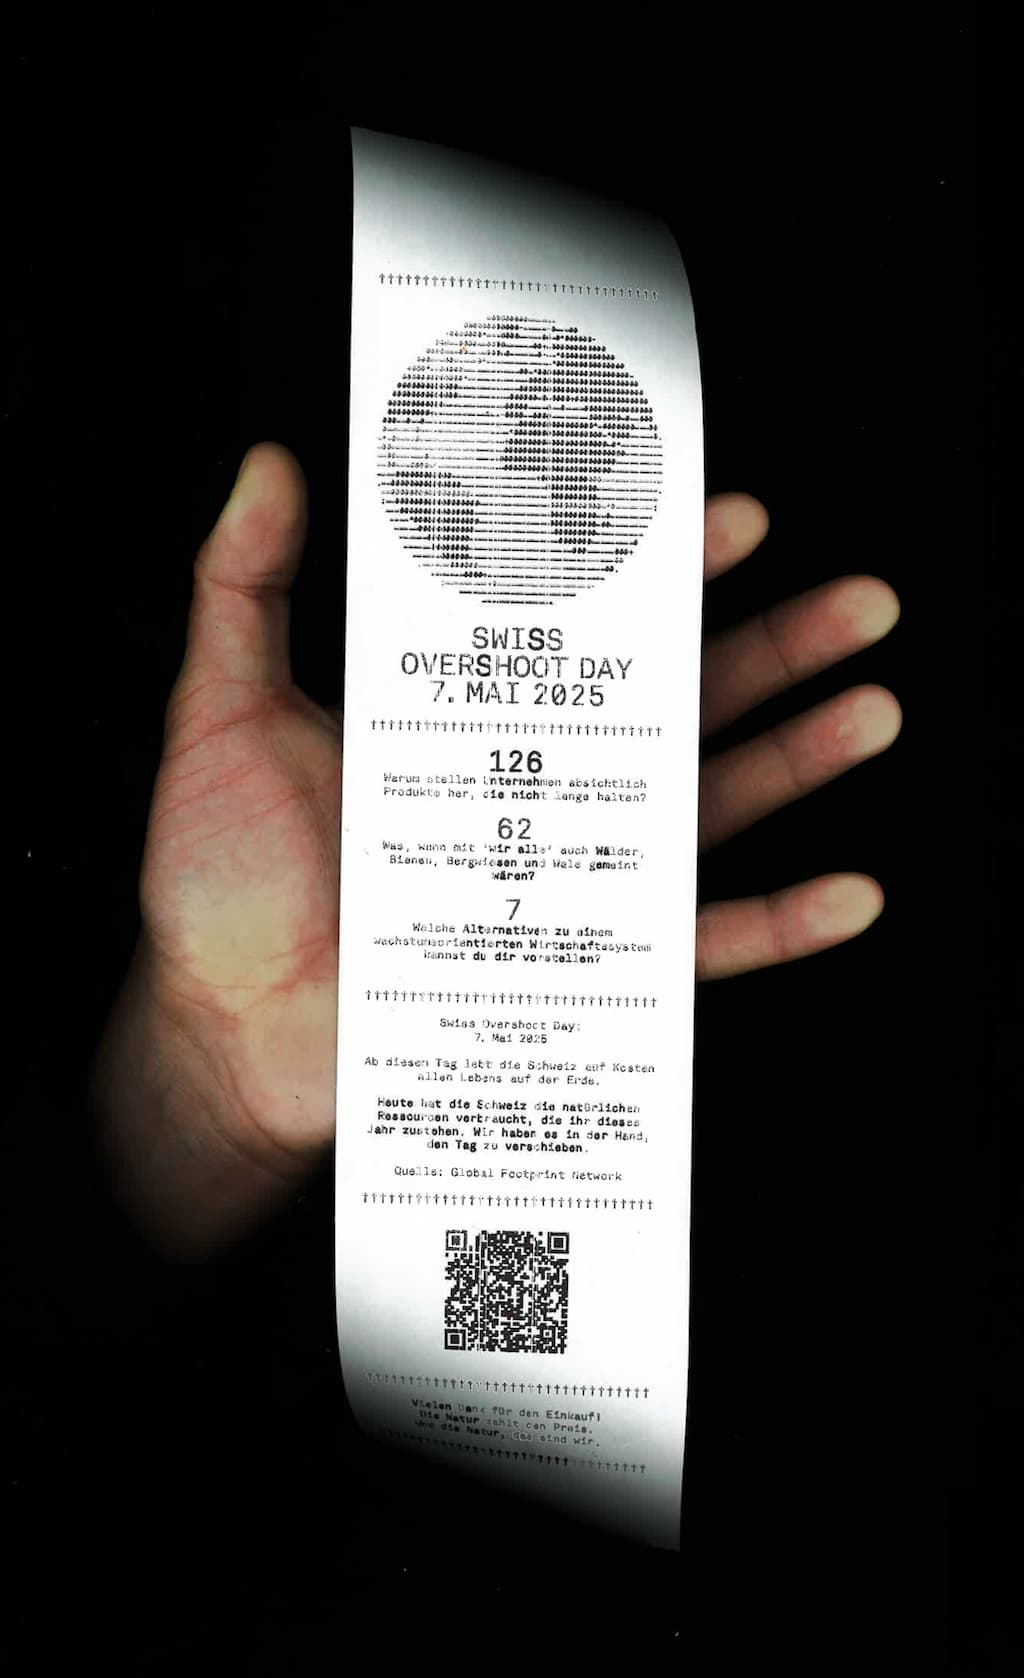 †††††††††††††††††††††††††††††††
SWISS
OVERSHOOT DAY
7. MAI 2025
††††††††††††††††††††††††††††††††
126
Warum stellen Unternehmen absichtlich
Produkte her, die nicht lange halten?
62
Was, wenn mit 'wir alle' auch Wälder,
Bienen, Bergwiesen und Wale gemeint
wären?
7
Welche Alternativen zu einem
wachstumsorientierten Wirtschaftssystem
kannst du dir vorstellen?
††††††††††††††††††††††††††††††††
Swiss Overshoot Day:
7. Mai 2025
Ab diesen Tag lebt die Schweiz auf Kosten
allen Lebens auf der Erde.
Heute hat die Schweiz die natürlichen
Ressourcen verbraucht, die ihr dieses
Jahr zustehen. Wir haben es in der Hand,
den Tag zu verschieben.
Quelle: Global Footprint Network
††††††††††††††††††††††††††††††††
†††††††††††††††††††††††††††††††
Vielen Dank für den Einkauf!
Die Natur zahlt den Preis.
Und die Natur, das sind wir.
††††††††††††††††††††††††††††††